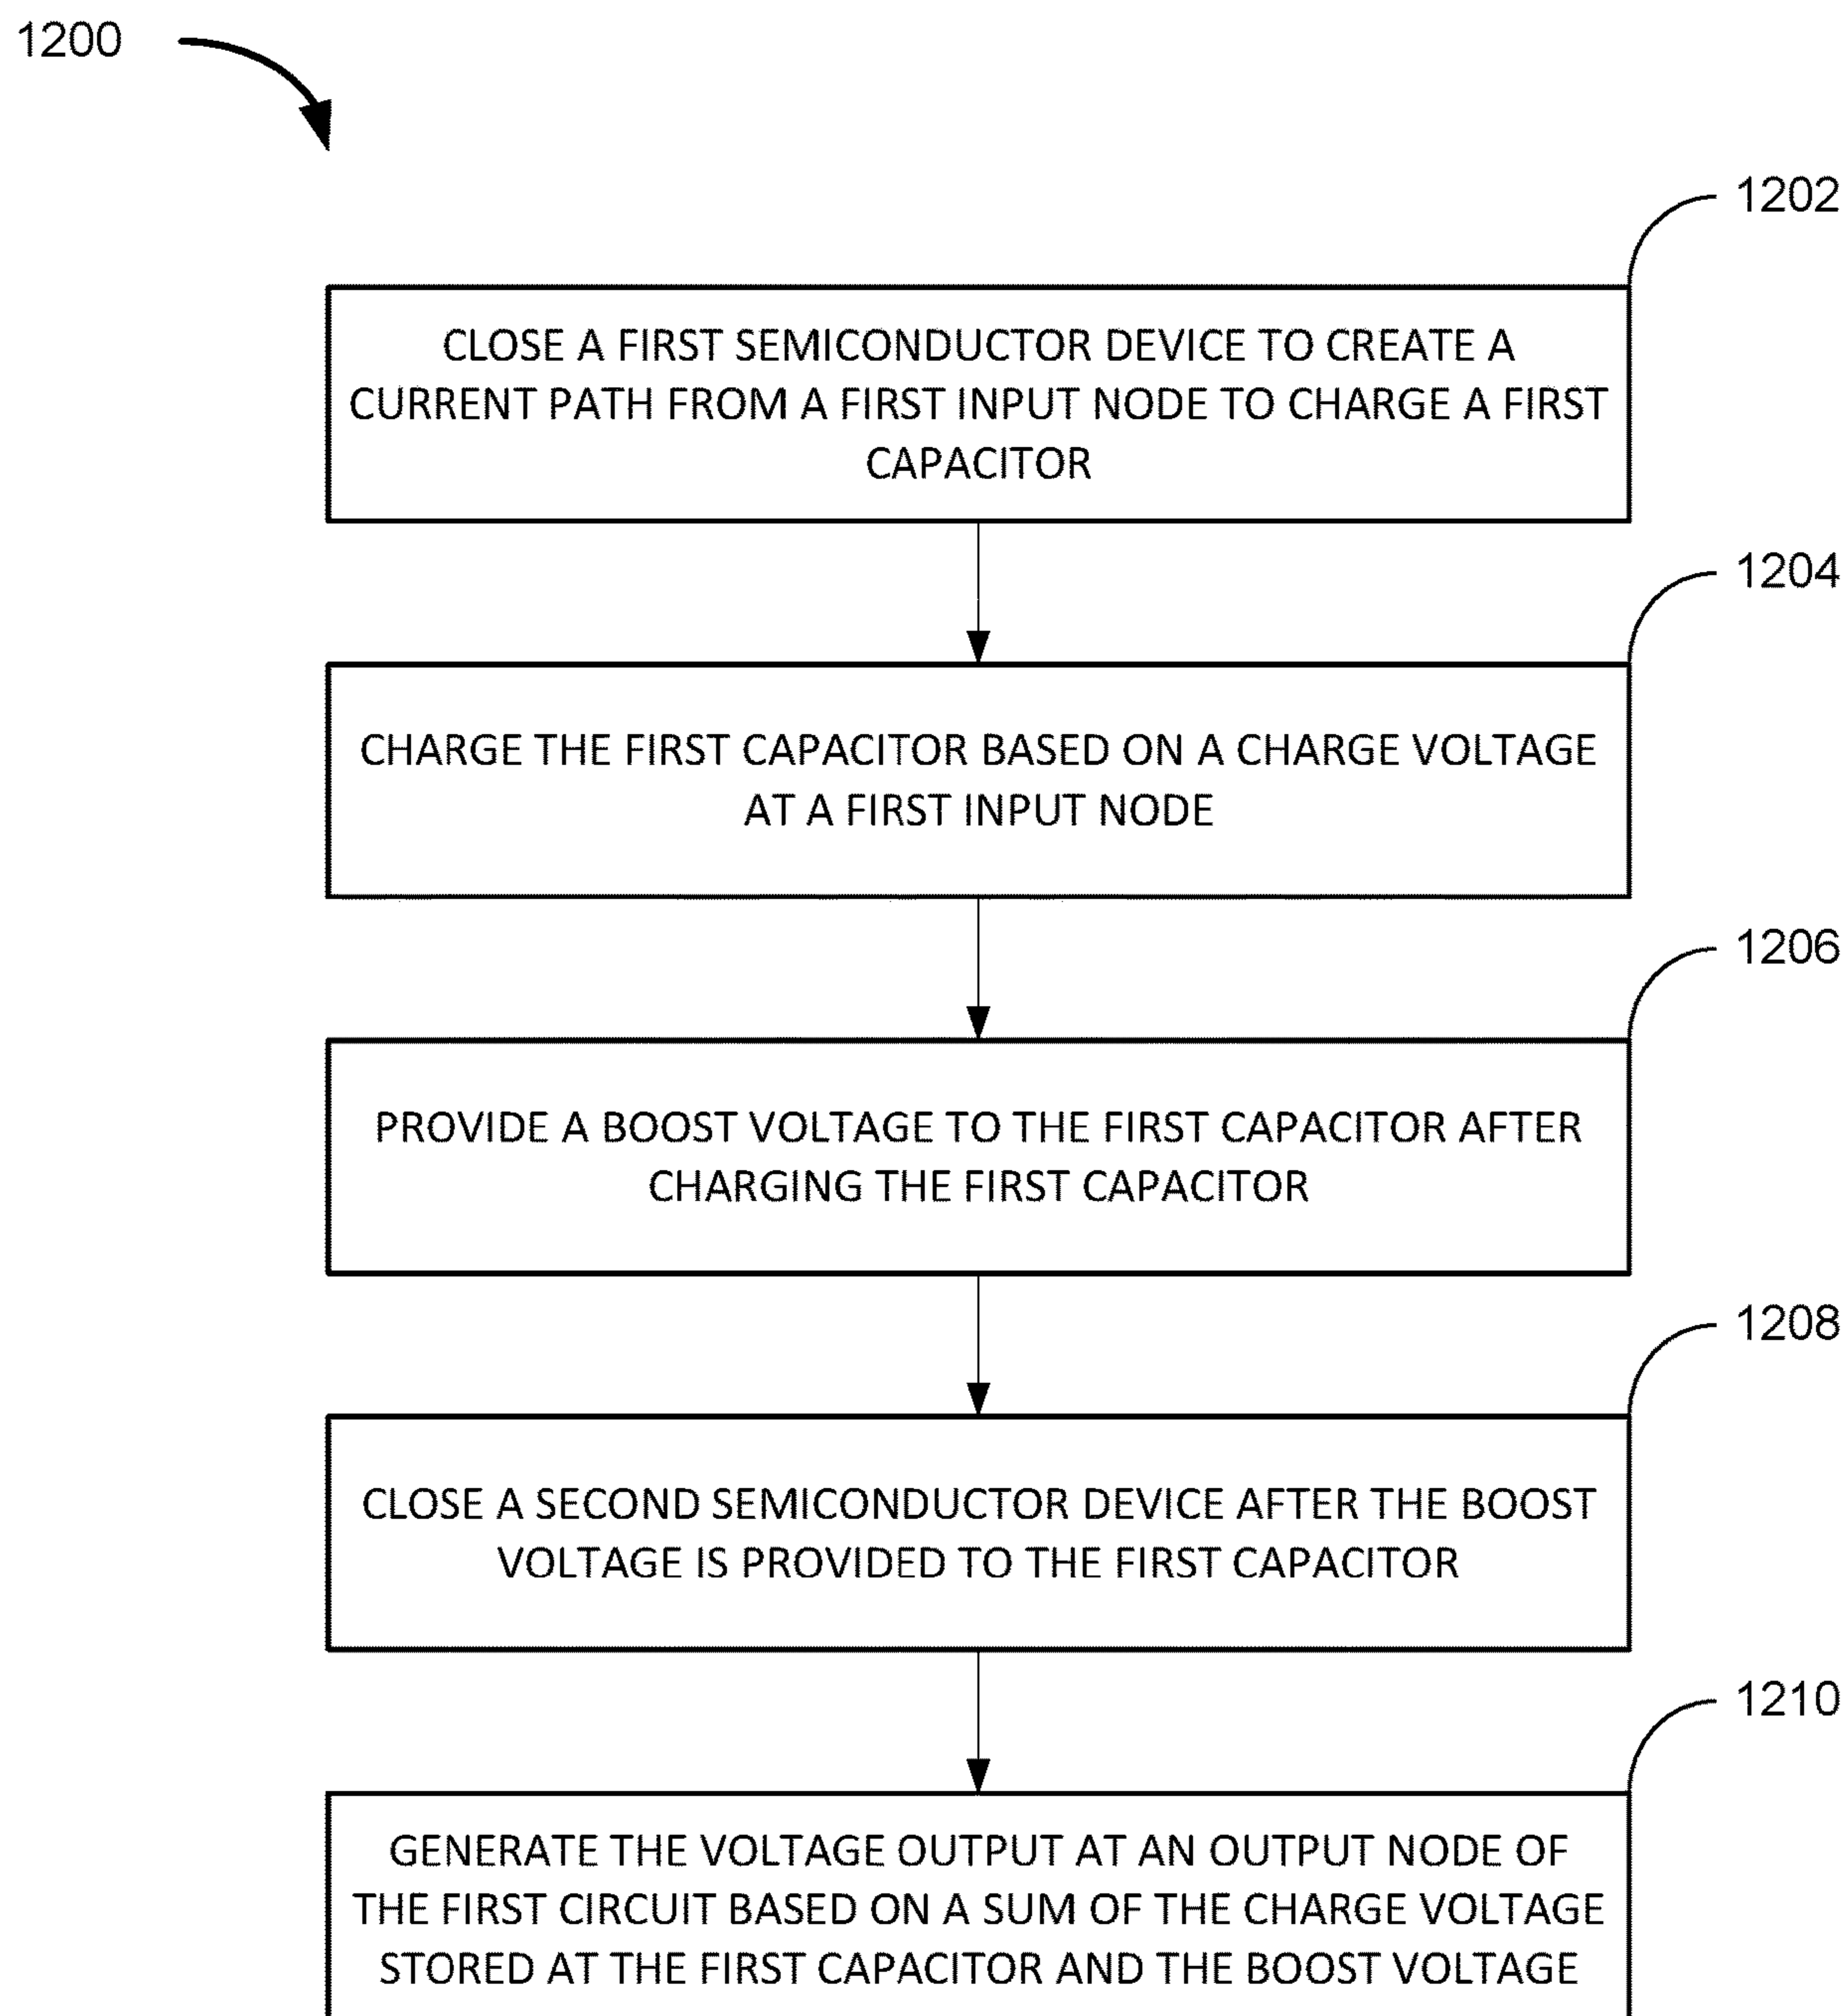 1200
1202
CLOSE A FIRST SEMICONDUCTOR DEVICE TO CREATE A
CURRENT PATH FROM A FIRST INPUT NODE TO CHARGE A FIRST
CAPACITOR
1204
CHARGE THE FIRST CAPACITOR BASED ON A CHARGE VOLTAGE
AT A FIRST INPUT NODE
1206
PROVIDE A BOOST VOLTAGE TO THE FIRST CAPACITOR AFTER
CHARGING THE FIRST CAPACITOR
1208
CLOSE A SECOND SEMICONDUCTOR DEVICE AFTER THE BOOST
VOLTAGE IS PROVIDED TO THE FIRST CAPACITOR
1210
GENERATE THE VOLTAGE OUTPUT AT AN OUTPUT NODE OF
THE FIRST CIRCUIT BASED ON A SUM OF THE CHARGE VOLTAGE
STORED AT THE FIRST CAPACITOR AND THE BOOST VOLTAGE